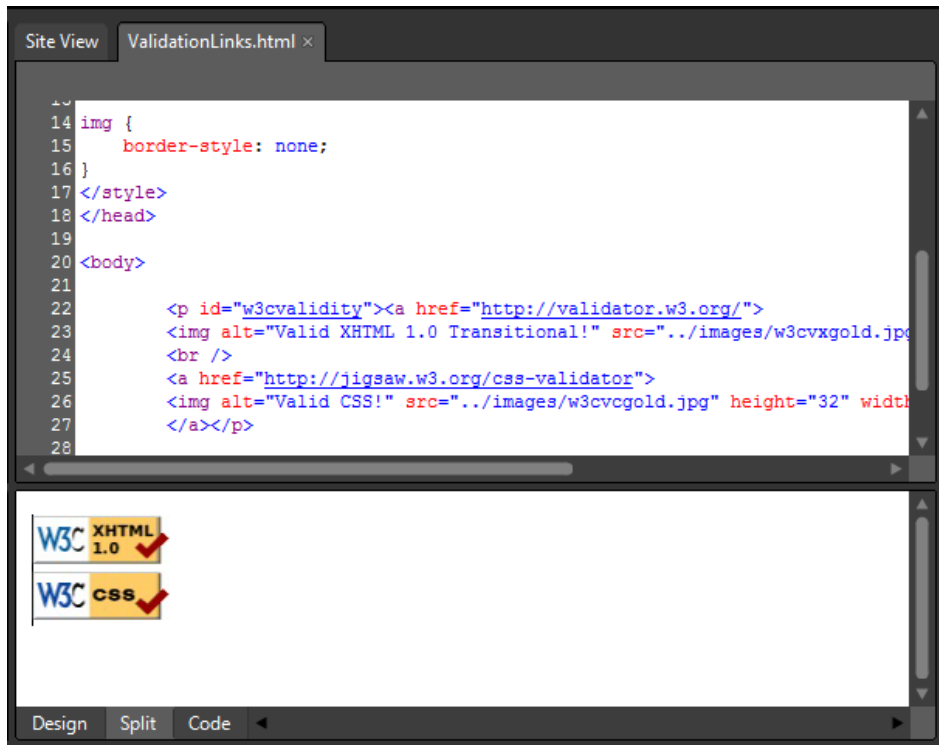 Site View ValidationLinks.html ×
14 img {
15 border-style: none;
16 }
17 </style>
18 </head>
19
20 <body>
21
22 <p id="w3cvalidity"><a href="http://validator.w3.org/">
23 <img alt="Valid XHTML 1.0 Transitional!" src="../images/w3cvxgold.jpg
24 <br />
25 <a href="http://jigsaw.w3.org/css-validator">
26 <img alt="Valid CSS!" src="../images/w3cvcgold.jpg" height="32" width
27 </a></p>
28
W3C XHTML
1.0
W3C css
Design Split Code